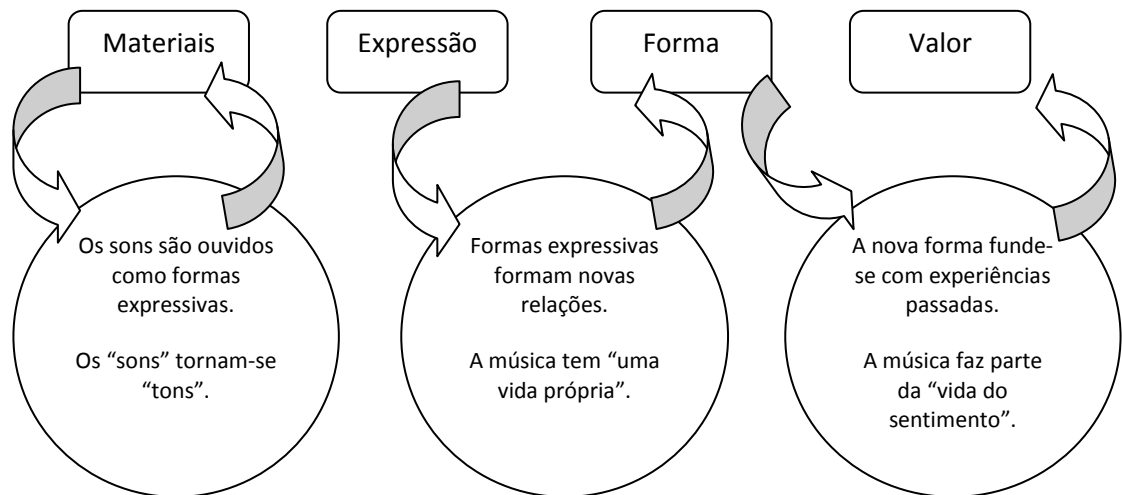 Materiais
Expressão
Forma
Valor
Os sons são ouvidos
como formas
expressivas.
Os “sons” tornam-se
“tons”.
Formas expressivas
formam novas
relações.
A música tem “uma
vida própria”.
A nova forma funde-
se com experiências
passadas.
A música faz parte
da “vida do
sentimento”.